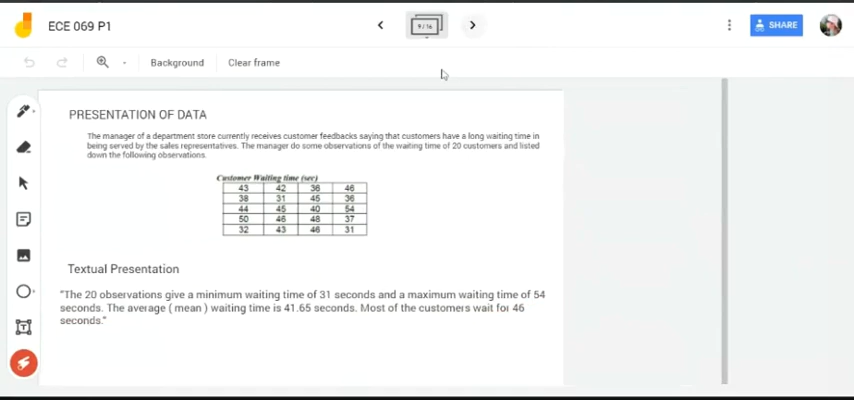 ECE 069 P1
9 / 16
SHARE
Background
Clear frame
PRESENTATION OF DATA
The manager of a department store currently receives customer feedbacks saying that customers have a long waiting time in
being served by the sales representatives. The manager do some observations of the waiting time of 20 customers and listed
down the following observations.
Customer Waiting time (sec)
43 42 36 46
38 31 45 36
44 45 40 54
50 46 48 37
32 43 46 31
Textual Presentation
"The 20 observations give a minimum waiting time of 31 seconds and a maximum waiting time of 54
seconds. The average ( mean ) waiting time is 41.65 seconds. Most of the customers wait for 46
seconds."